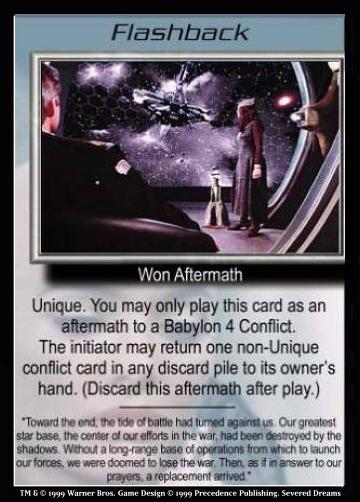 Flashback
Won Aftermath
Unique. You may only play this card as an
aftermath to a Babylon 4 Conflict.
The initiator may return one non-Unique
conflict card in any discard pile to its owner's
hand. (Discard this aftermath after play.)
"Toward the end, the tide of battle had turned against us. Our greatest
star base, the center of our efforts in the war, had been destroyed by the
shadows. Without a long-range base of operations from which to launch
our forces, we were doomed to lose the war. Then, as if in answer to our
prayers, a replacement arrived."
TM & © 1999 Warner Bros. Game Design © 1999 Precedence Publishing. Severed Dreams